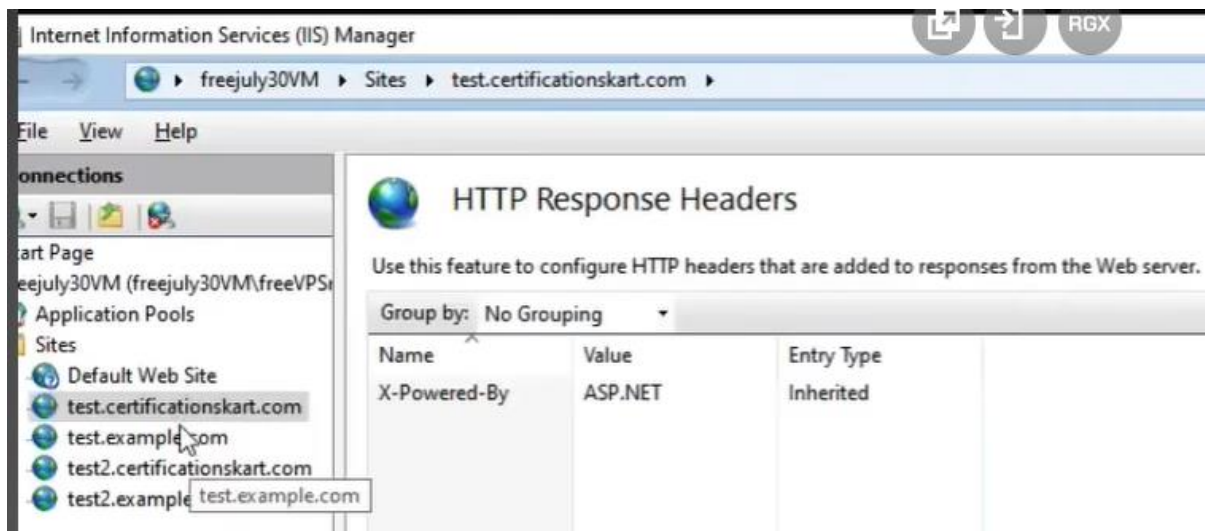 Internet Information Services (IIS) Manager
RGX
freejuly30VM Sites test.certificationskart.com
File View Help
onnections
art Page
eejuly30VM (freejuly30VM\freeVPSr
Application Pools
Sites
Default Web Site
test.certificationskart.com
test.example.com
test2.certificationskart.com
test2.example
test.example.com
HTTP Response Headers
Use this feature to configure HTTP headers that are added to responses from the Web server.
Group by: No Grouping
Name Value Entry Type
X-Powered-By ASP.NET Inherited